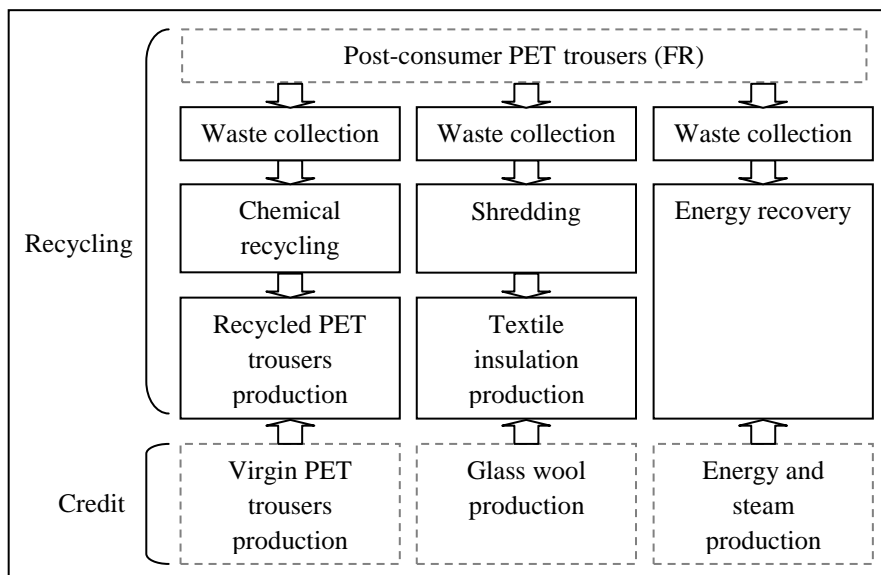 Post-consumer PET trousers (FR)
Waste collection
Waste collection
Waste collection
Chemical
recycling
Shredding
Energy recovery
Recycling
Recycled PET
trousers
production
Textile
insulation
production
Credit
Virgin PET
trousers
production
Glass wool
production
Energy and
steam
production